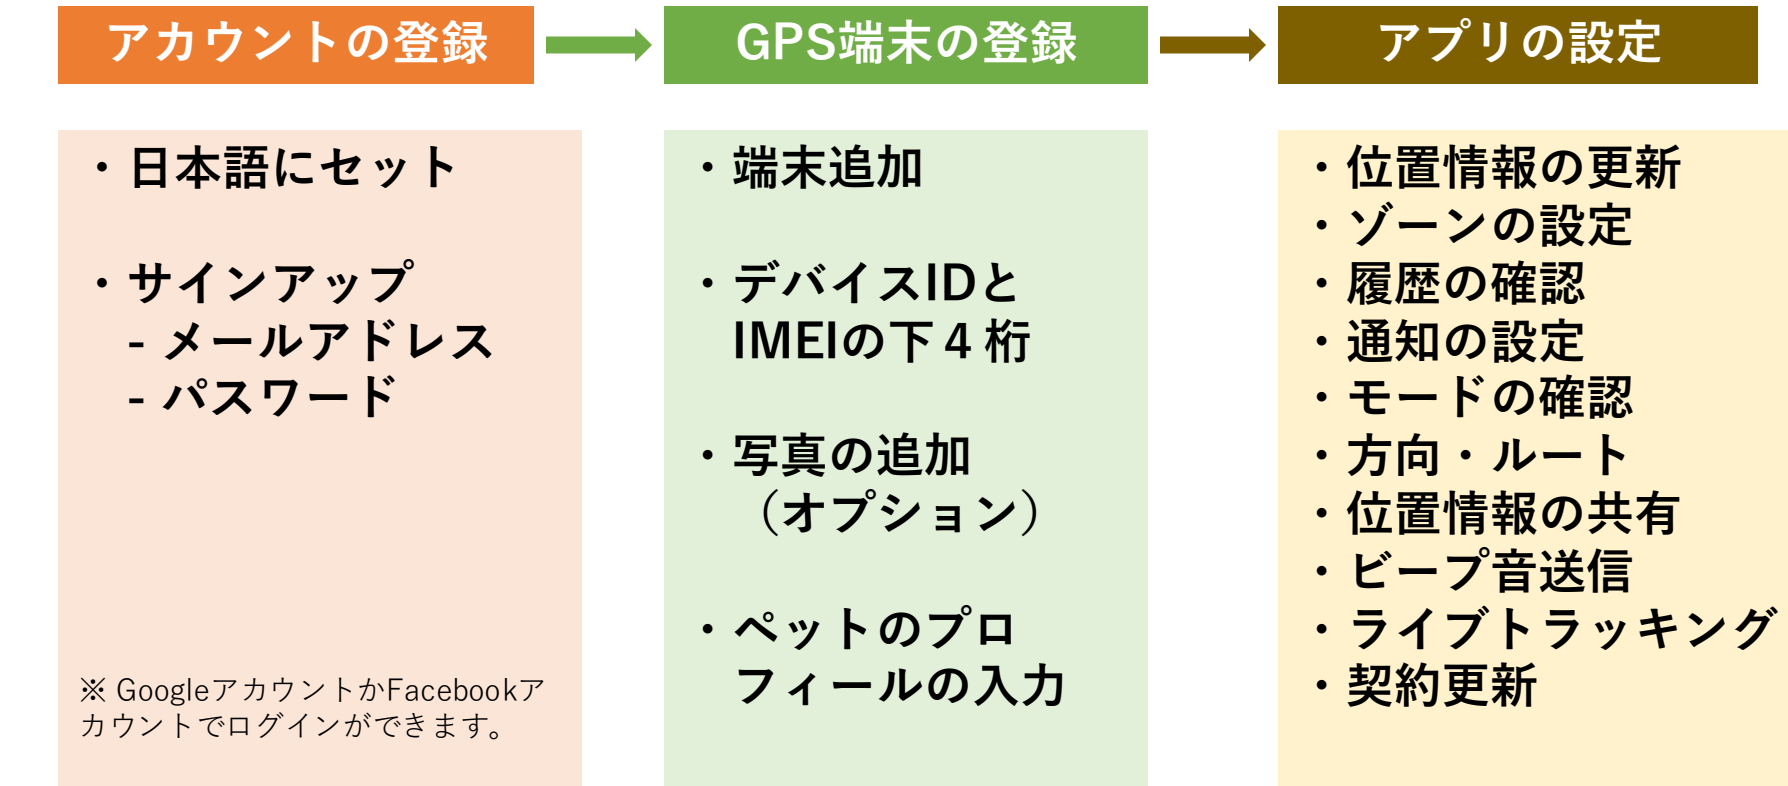 アカウントの登録
GPS端末の登録
アプリの設定
・日本語にセット
・サインアップ
- メールアドレス
- パスワード
※ GoogleアカウントかFacebookア
カウントでログインができます。
・端末追加
・デバイスIDと
IMEIの下４桁
・写真の追加
（オプション）
・ペットのプロ
フィールの入力
・位置情報の更新
・ゾーンの設定
・履歴の確認
・通知の設定
・モードの確認
・方向・ルート
・位置情報の共有
・ビープ音送信
・ライブトラッキング
・契約更新